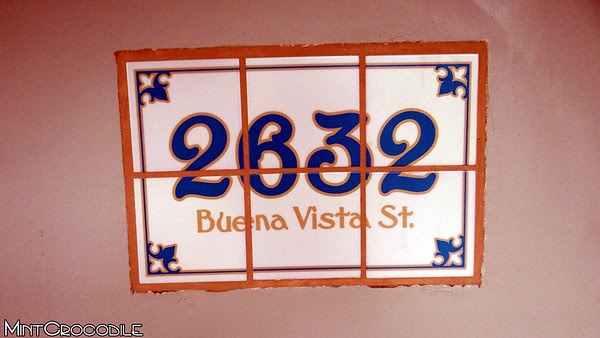 2632
Buena Vista St.
MintCrocodile